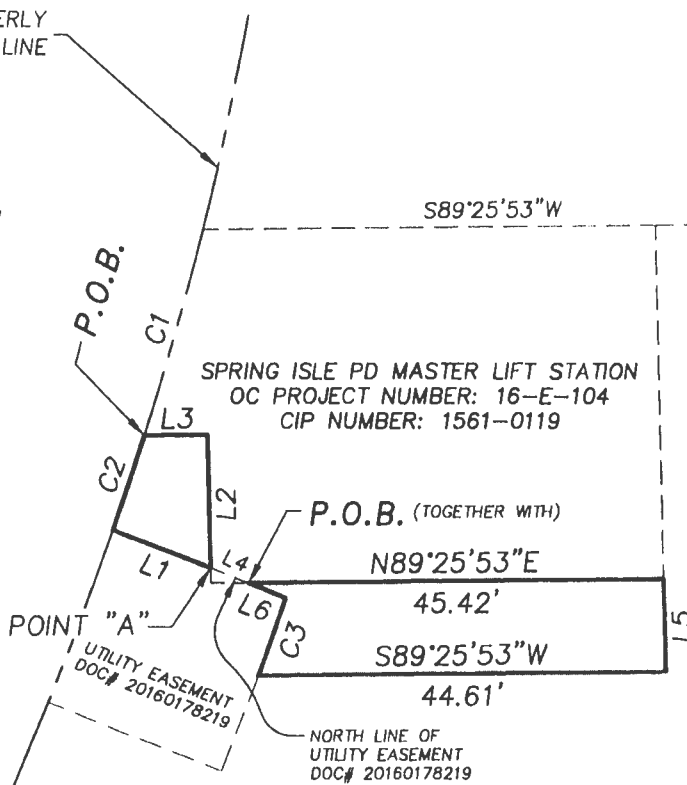 ERLY
LINE
S89°25'53"W
P.O.B.
C1
SPRING ISLE PD MASTER LIFT STATION
OC PROJECT NUMBER: 16-E-104
CIP NUMBER: 1561-0119
L3
C2
L2
P.O.B. (TOGETHER WITH)
L4
N89°25'53"E
L1
L6
45.42'
L5
POINT "A"
C3
S89°25'53"W
UTILITY EASEMENT
DOC# 20160178219
44.61'
NORTH LINE OF
UTILITY EASEMENT
DOC# 20160178219